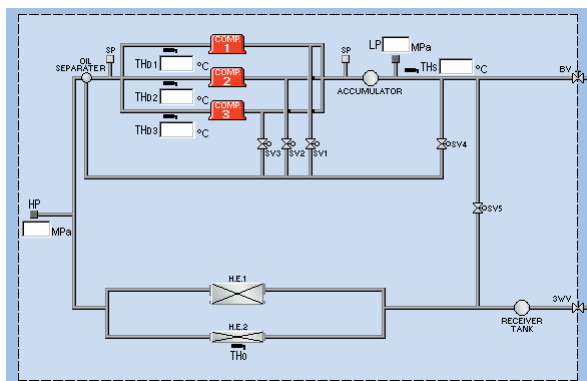 COMP.
1
SP
SP
LP
MPa
OIL
SEPARATER
THD1
°C
COMP.
2
THS
°C
BV
ACCUMULATOR
THD2
°C
COMP.
3
THD3
°C
SV3
SV2
SV1
SV4
HP
MPa
SV5
H.E.1
3WV
H.E.2
RECEIVER
TANK
THO